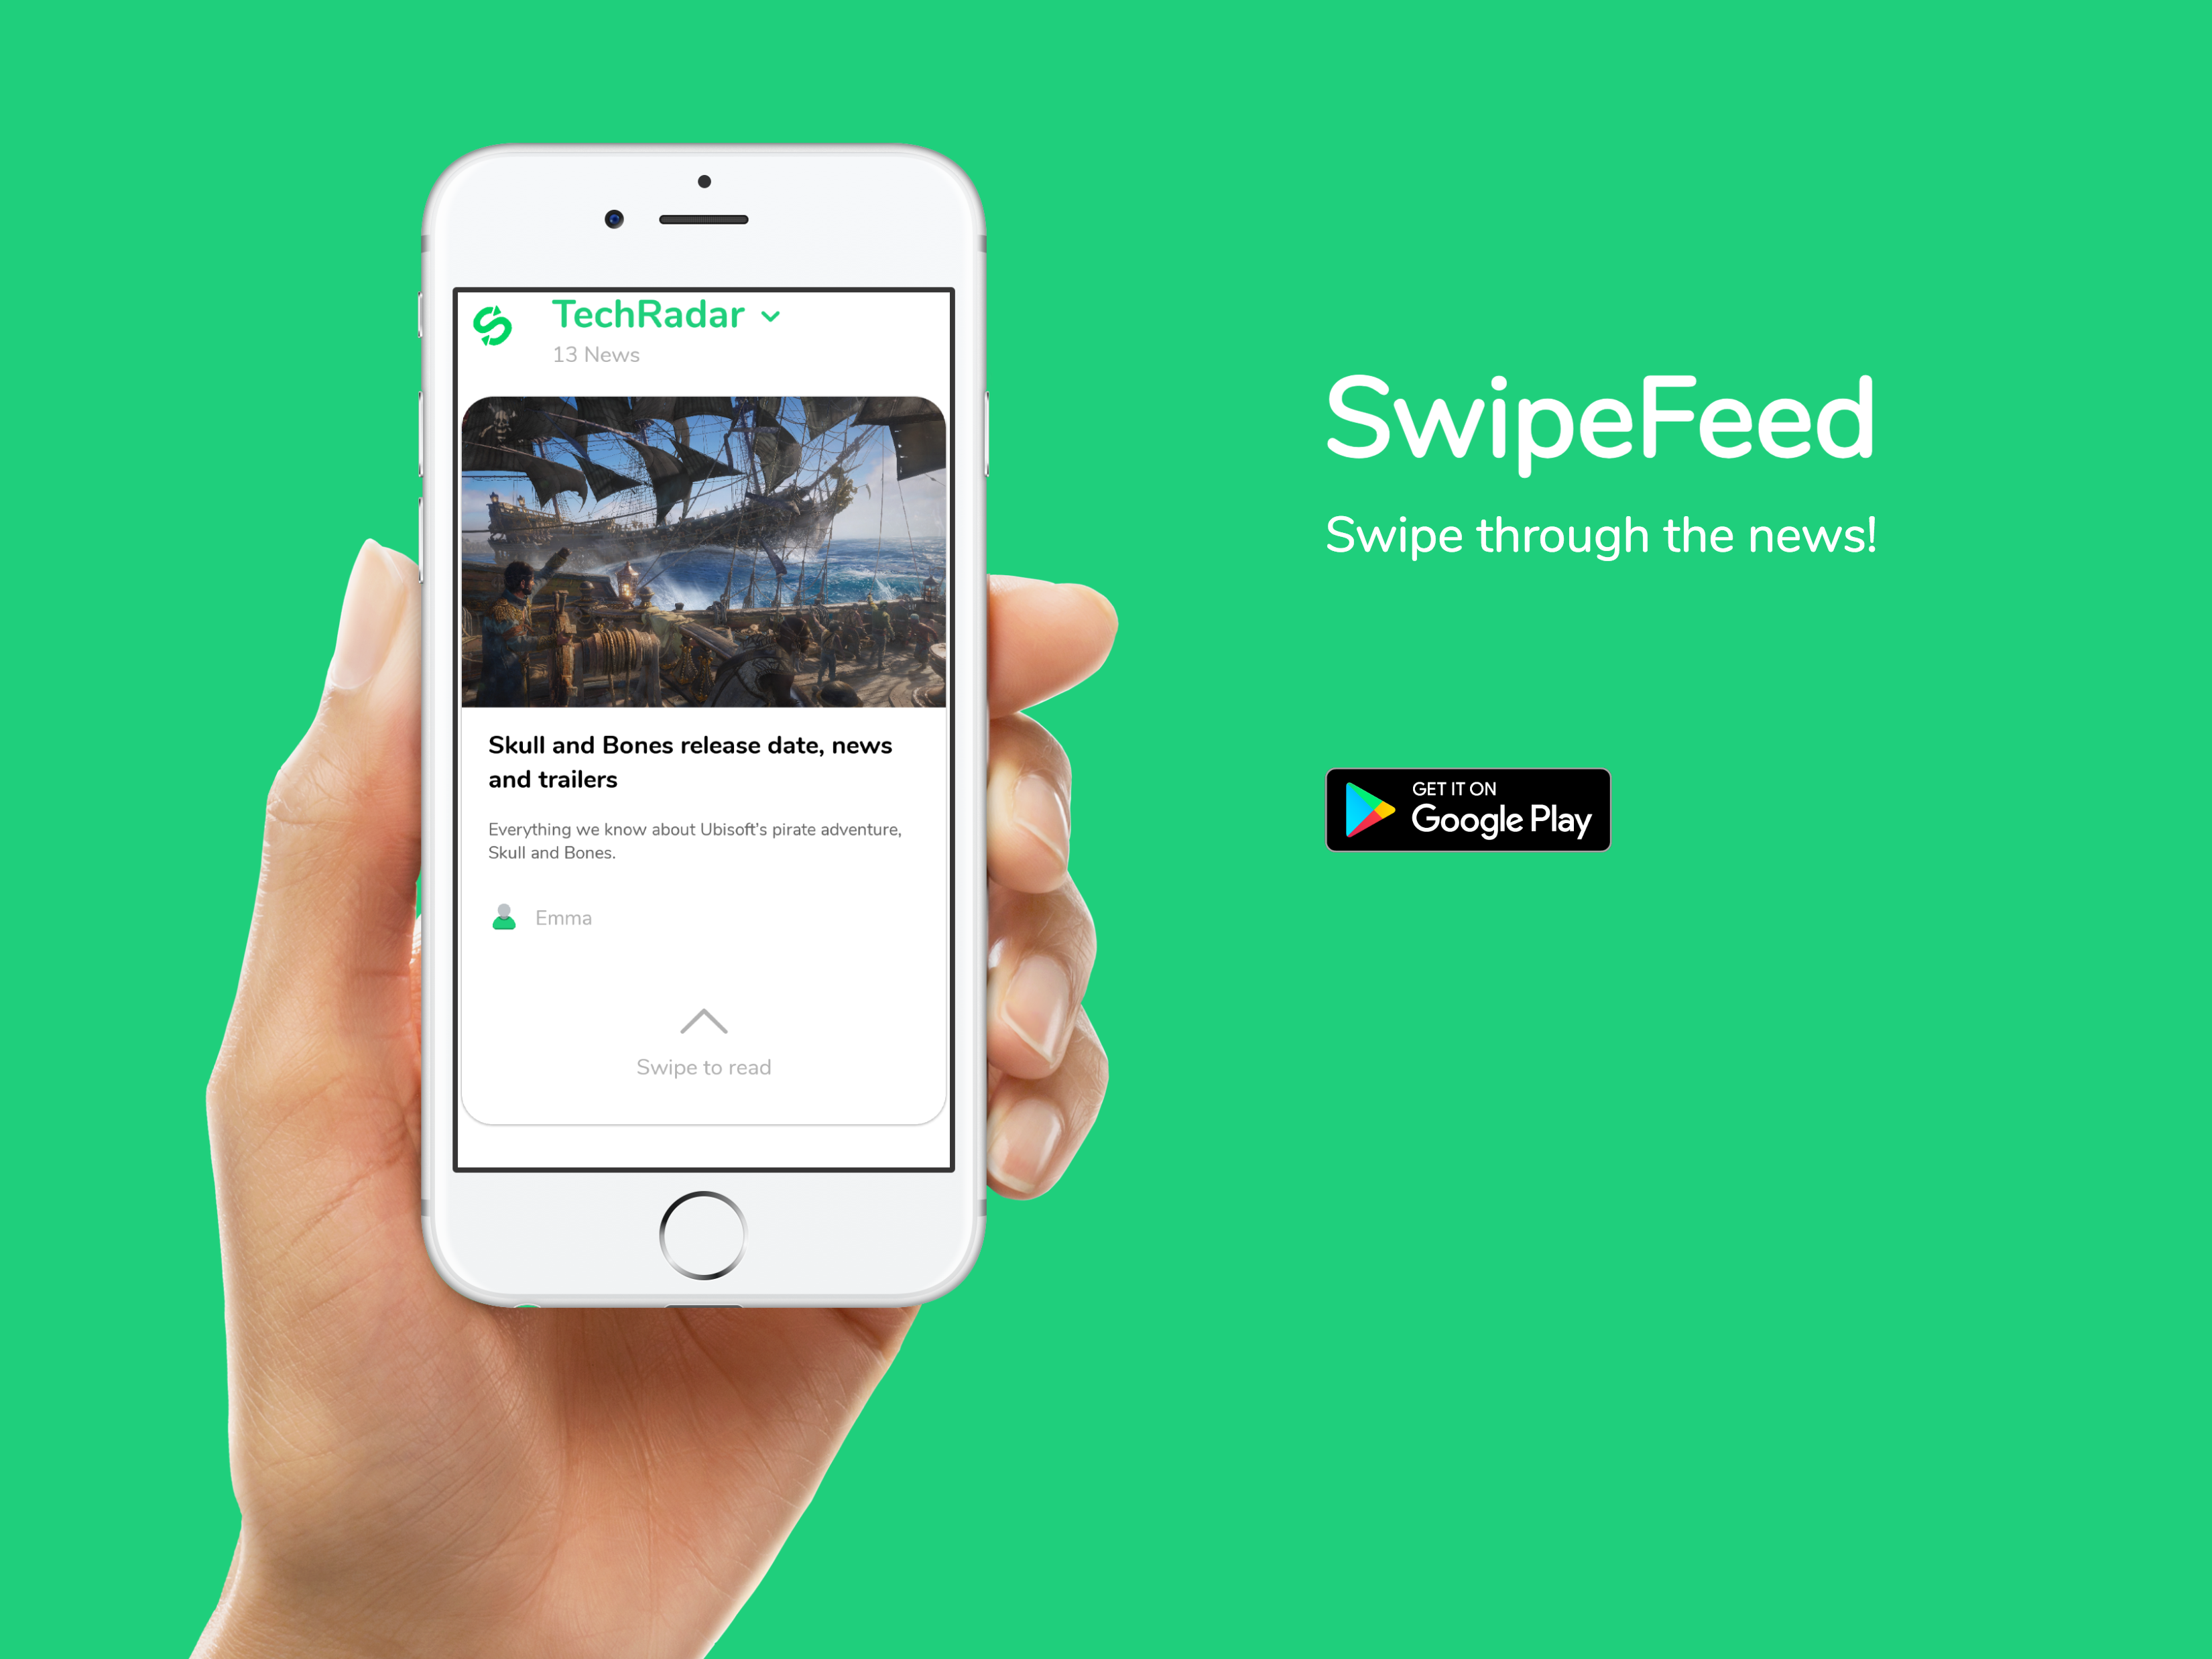 TechRadar
13 News
Skull and Bones release date, news
and trailers
Everything we know about Ubisoft's pirate adventure,
Skull and Bones.
Emma
Swipe to read
SwipeFeed
Swipe through the news!
GET IT ON
Google Play